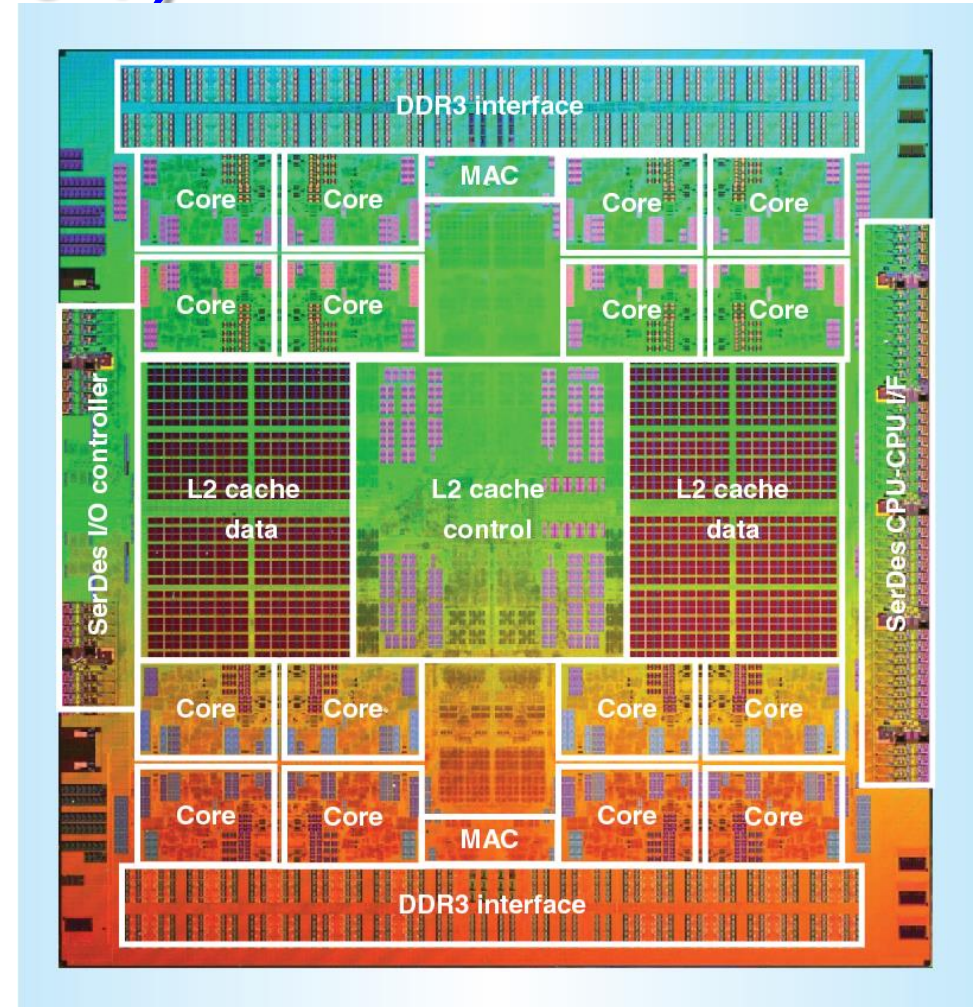 DDR3 interface
MAC
Core
Core
Core
Core
Core
Core
Core
Core
SerDes I/O controller
L2 cache
data
L2 cache
control
L2 cache
data
SerDes CPU-CPU I/F
Core
Core
Core
Core
Core
Core
Core
Core
MAC
DDR3 interface